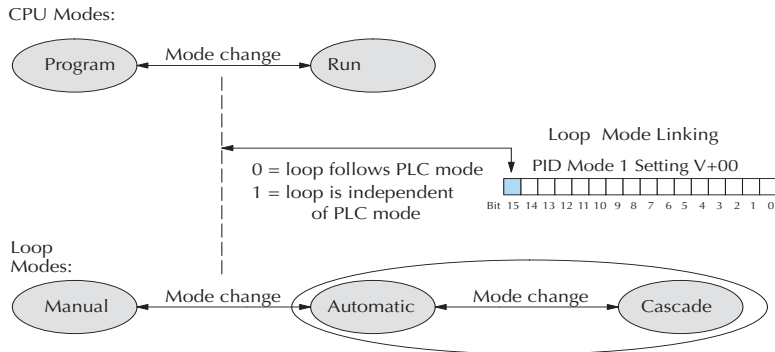 CPU Modes:
Program
Mode change
Run
Loop Mode Linking
0 = loop follows PLC mode
1 = loop is independent
of PLC mode
PID Mode 1 Setting V+00
Bit 15 14 13 12 11 10 9 8 7 6 5 4 3 2 1 0
Loop
Modes:
Manual
Mode change
Automatic
Mode change
Cascade